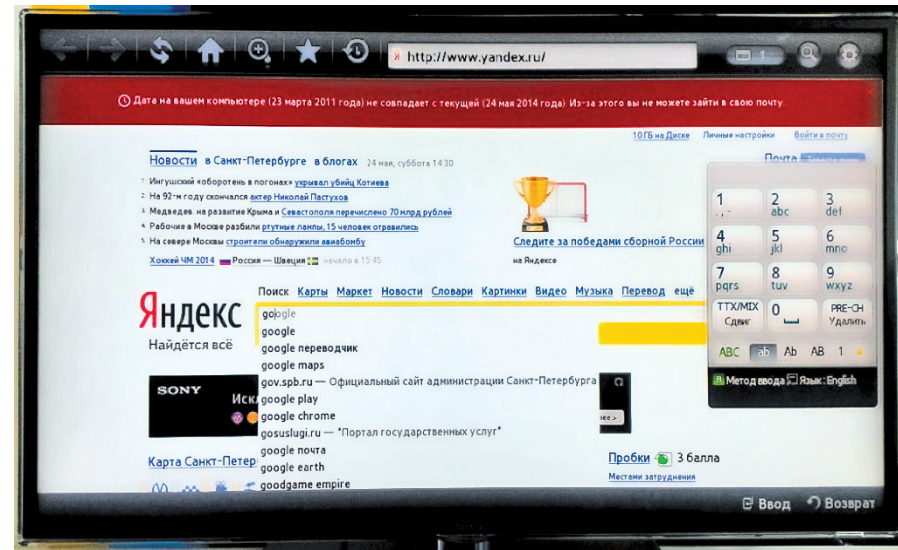 Я http://www.yandex.ru/
1
Дата на вашем компьютере (23 марта 2011 года) не совпадает с текущей (24 мая 2014 года). Из-за этого вы не можете зайти в свою почту.
10 ГБ на Диске Личные настройки Войти в почту
Новости в Санкт-Петербурге в блогах 24 мая, суббота 14:30
Почта
1 Ингушский «оборотень в погонах» укрывал убийц Котиева
2 На 92-м году скончался актер Николай Пастухов
3 Медведев: на развитие Крыма и Севастополя перечислено 70 млрд рублей
4 Рабочие в Москве разбили ртутные лампы, 15 человек отравились
5 На севере Москвы строители обнаружили авиабомбу
Хоккей ЧМ 2014 Россия — Швеция начало в 15:45
Следите за победами сборной России
на Яндексе
Яндекс
Найдётся всё
Поиск Карты Маркет Новости Словари Картинки Видео Музыка Перевод ещё
google
google
google переводчик
google maps
gov.spb.ru — Официальный сайт администрации Санкт-Петербурга
google play
google chrome
gosuslugi.ru — "Портал государственных услуг"
google почта
google earth
goodgame empire
SONY
Иск
нее >
Карта Санкт-Петер
Пробки 3 балла
Местами затруднения
1 .,-
2 abc
3 def
4 ghi
5 jkl
6 mno
7 pqrs
8 tuv
9 wxyz
TTX/MIX Сдвиг
0
PRE-CH Удалить
ABC ab Ab AB 1
B Метод ввода Язык: English
Ввод Возврат